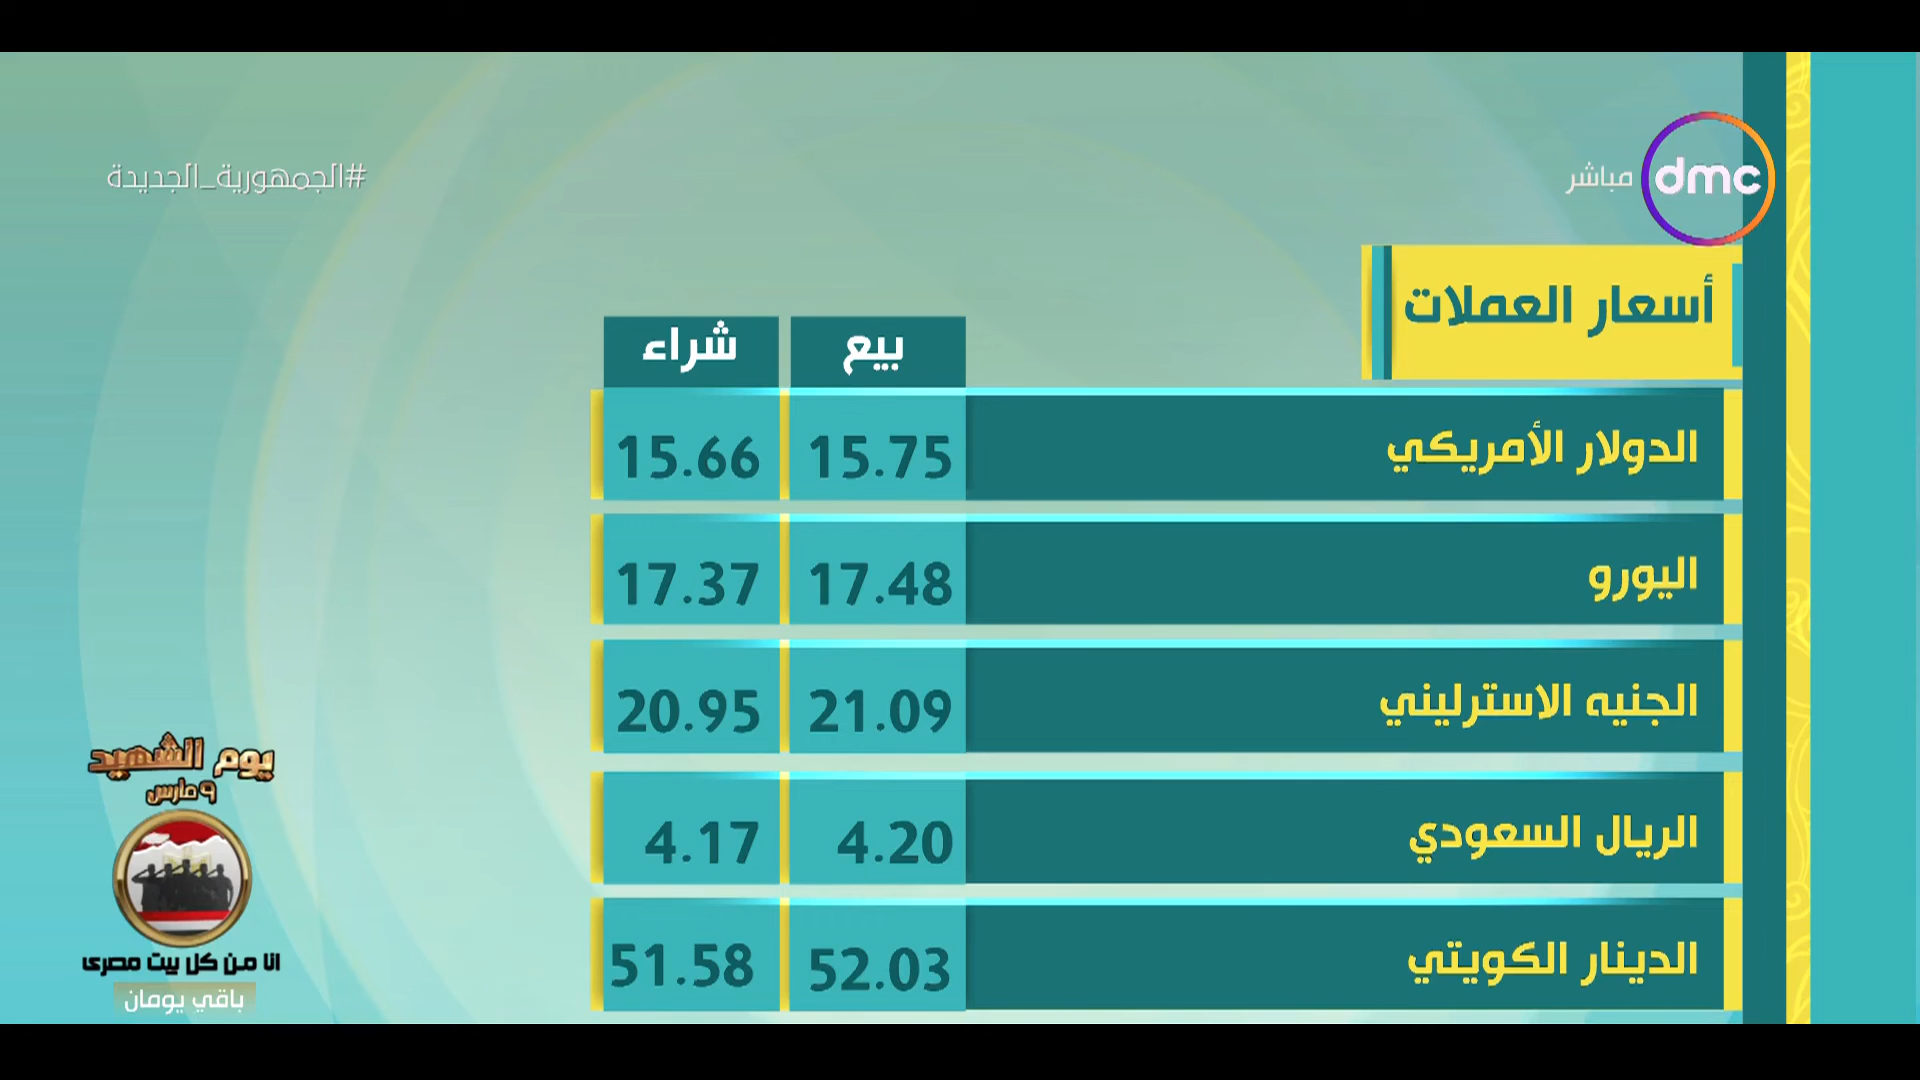 dmc مباشر
#الجمهورية_الجديدة
أسعار العملات
بيع شراء
الدولار الأمريكي 15.75 15.66
اليورو 17.48 17.37
الجنيه الاسترليني 21.09 20.95
الريال السعودي 4.20 4.17
الدينار الكويتي 52.03 51.58
يوم الشهيد
٩ مارس
انا من كل بيت مصرى
باقي يومان